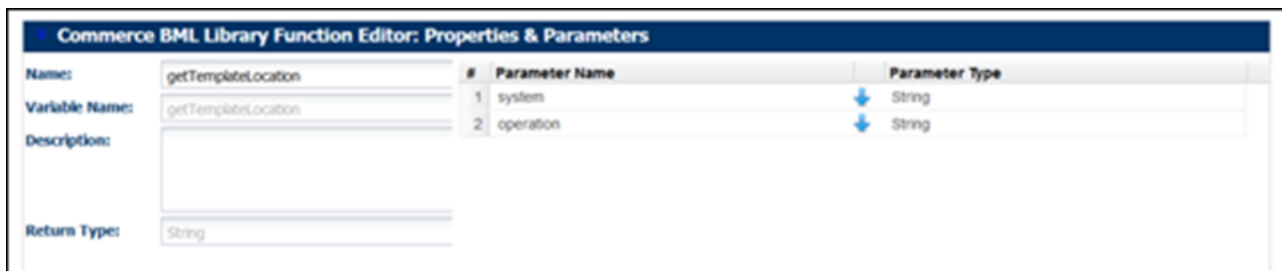 Commerce BML Library Function Editor: Properties & Parameters
Name: getTemplateLocation
Variable Name: getTemplateLocation
Description:
Return Type: String
# Parameter Name Parameter Type
1 system String
2 operation String